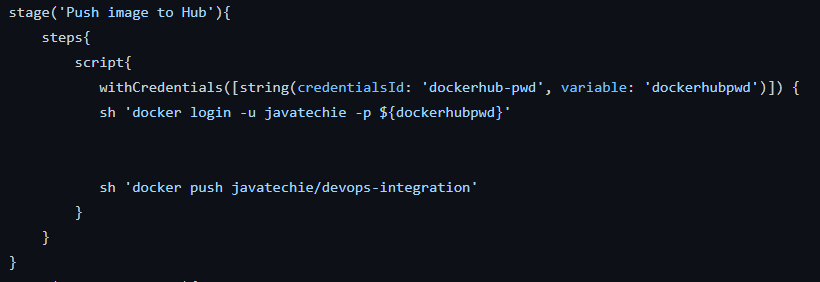 stage('Push image to Hub'){
steps{
script{
withCredentials([string(credentialsId: 'dockerhub-pwd', variable: 'dockerhubpwd')]) {
sh 'docker login -u javatechie -p ${dockerhubpwd}'
sh 'docker push javatechie/devops-integration'
}
}
}